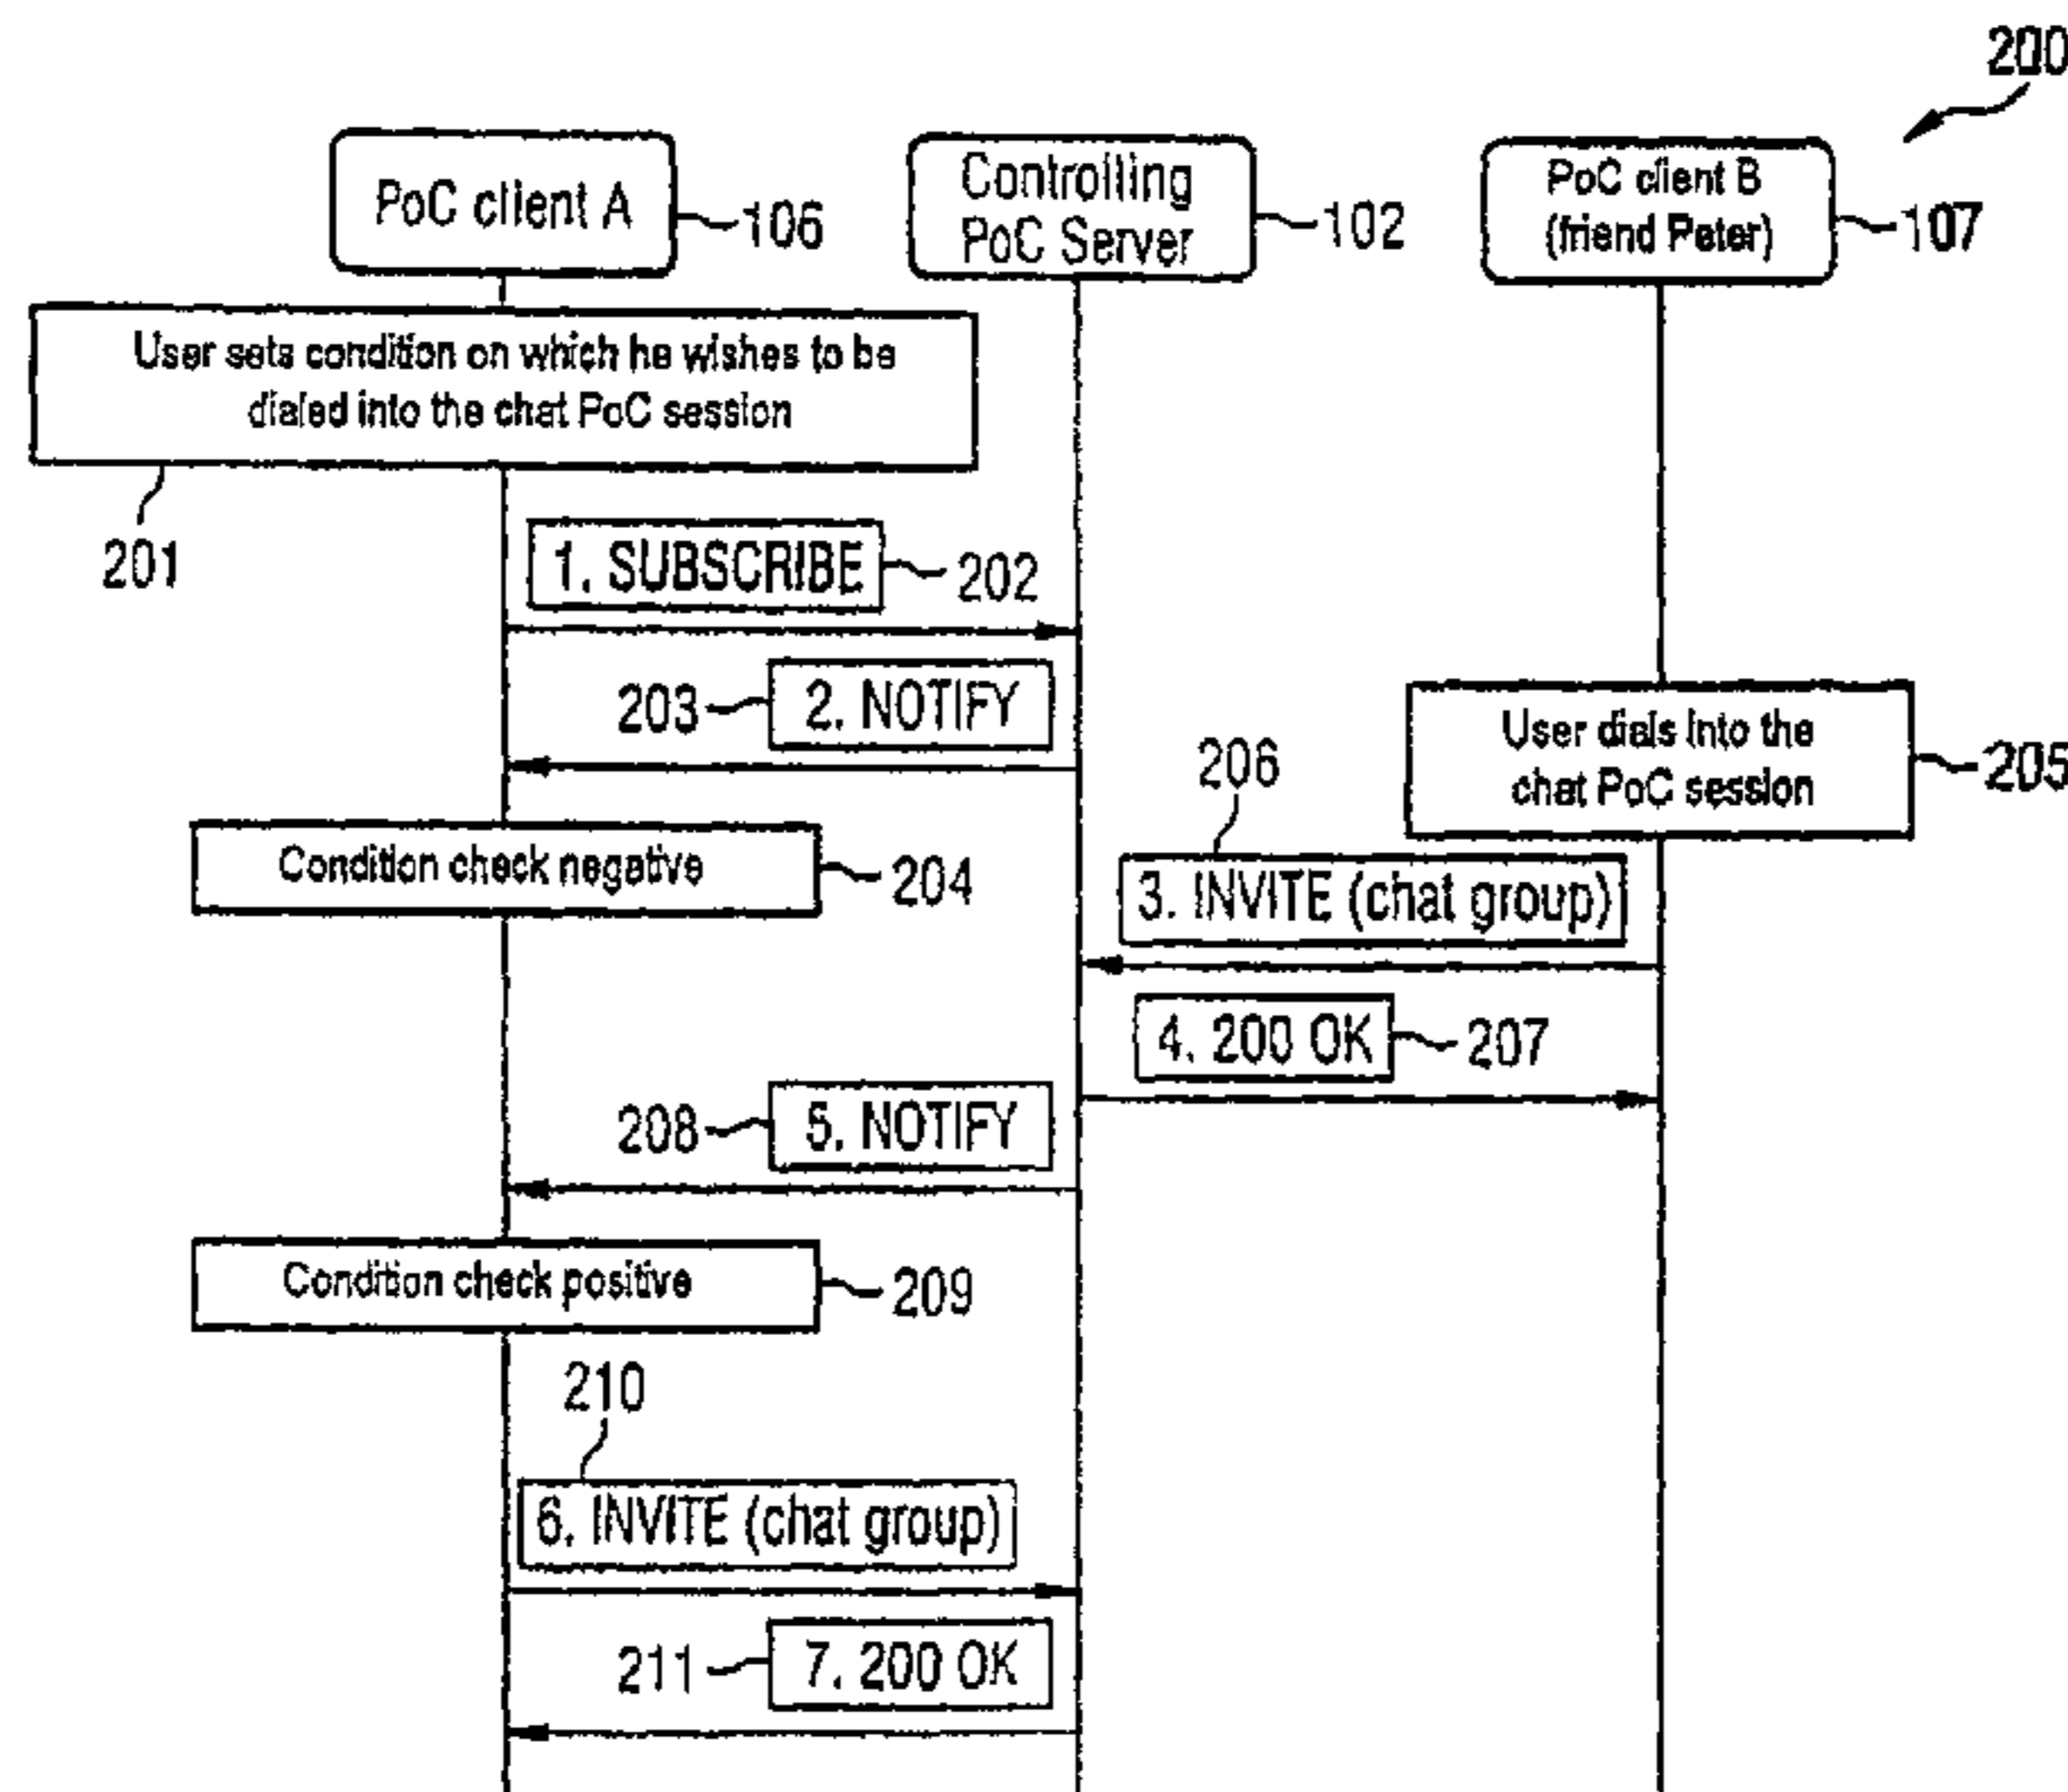 200
PoC client A
106
Controlling
PoC Server
102
PoC client B
(friend Peter)
107
User sets condition on which he wishes to be
dialed into the chat PoC session
201
1. SUBSCRIBE
202
203
2. NOTIFY
User dials into the
chat PoC session
205
206
Condition check negative
204
3. INVITE (chat group)
4. 200 OK
207
208
5. NOTIFY
Condition check positive
209
210
6. INVITE (chat group)
211
7. 200 OK